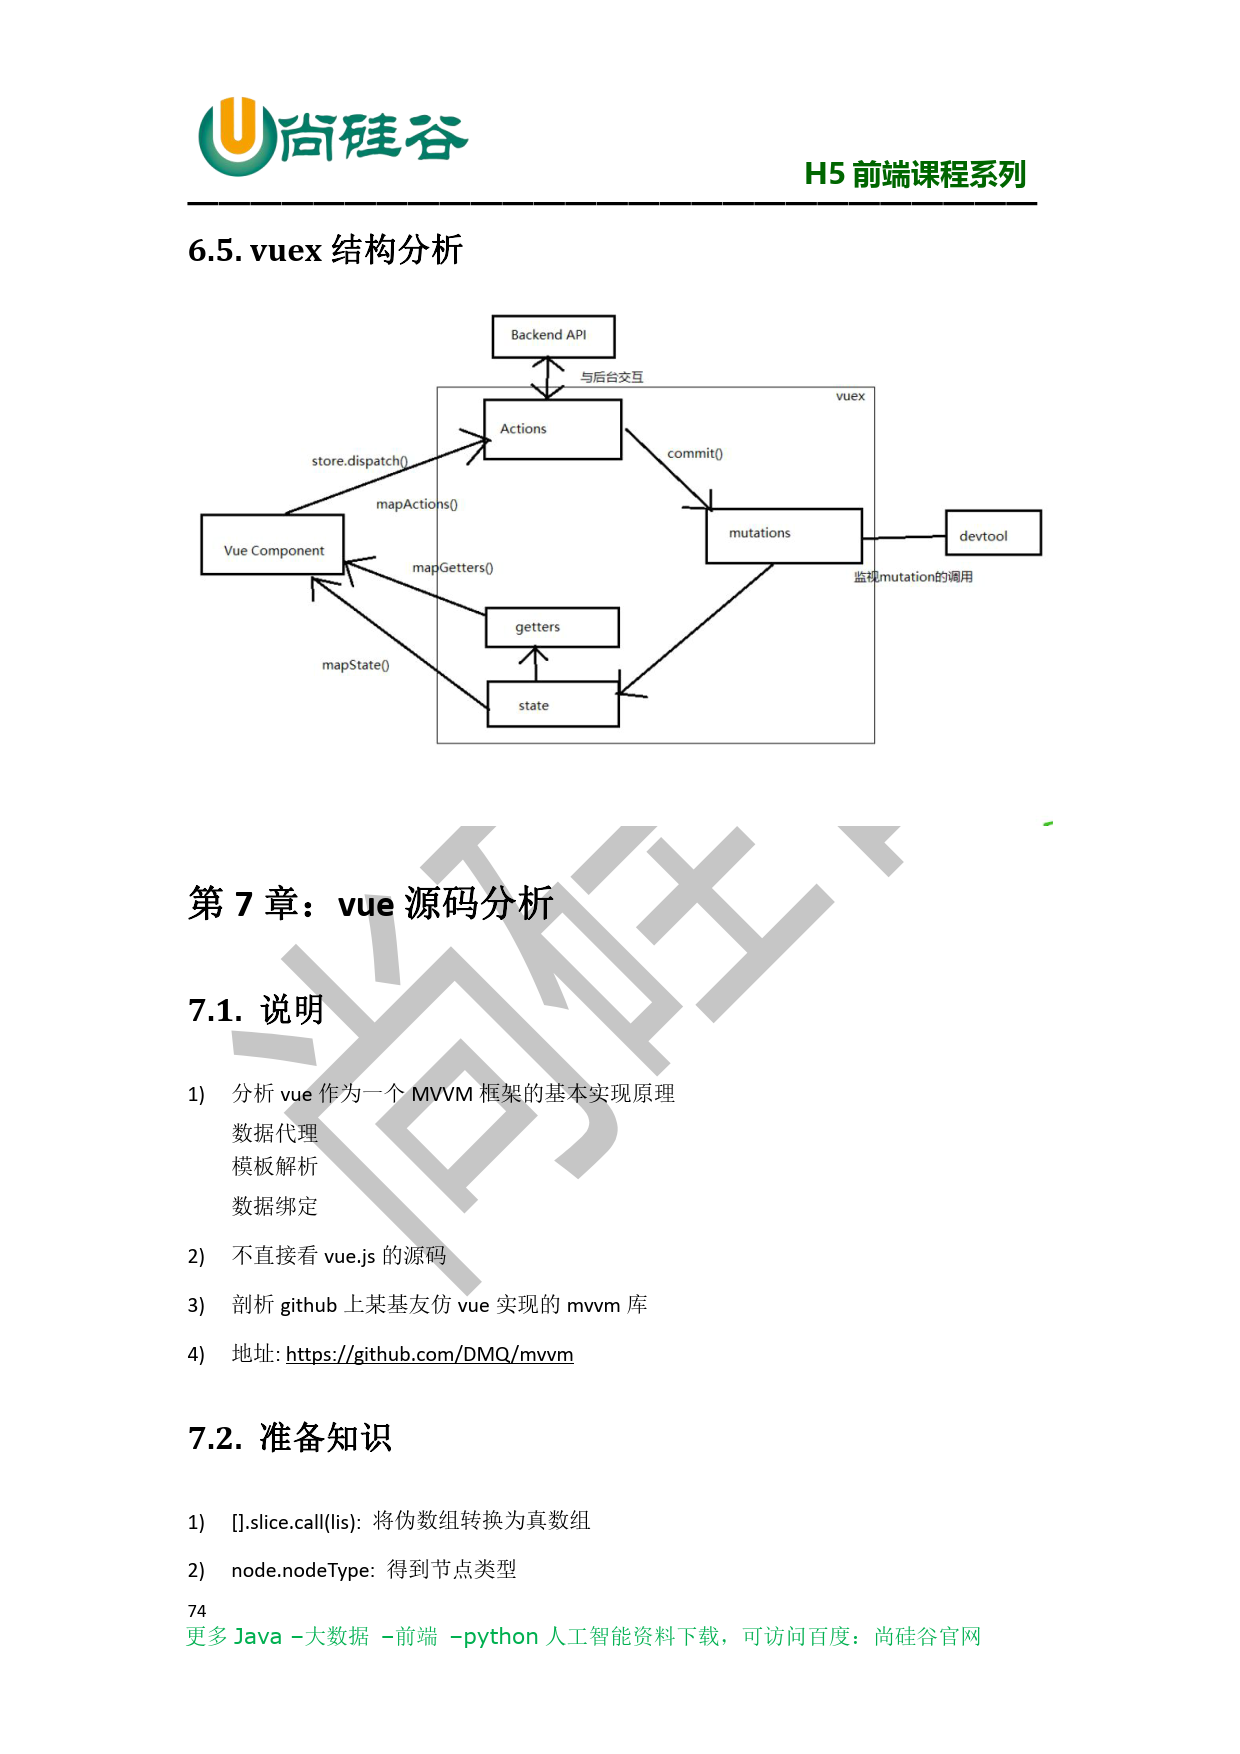 尚硅谷
H5 前端课程系列
6.5. vuex 结构分析
Backend API
与后台交互
vuex
Actions
store.dispatch()
commit()
mapActions()
mutations
devtool
Vue Component
mapGetters()
监视mutation的调用
getters
mapState()
state
第 7 章：vue 源码分析
7.1. 说明
1) 分析 vue 作为一个 MVVM 框架的基本实现原理
数据代理
模板解析
数据绑定
2) 不直接看 vue.js 的源码
3) 剖析 github 上某基友仿 vue 实现的 mvvm 库
4) 地址: https://github.com/DMQ/mvvm
7.2. 准备知识
1) [].slice.call(lis): 将伪数组转换为真数组
2) node.nodeType: 得到节点类型
74
更多 Java –大数据 –前端 –python 人工智能资料下载，可访问百度：尚硅谷官网
尚硅